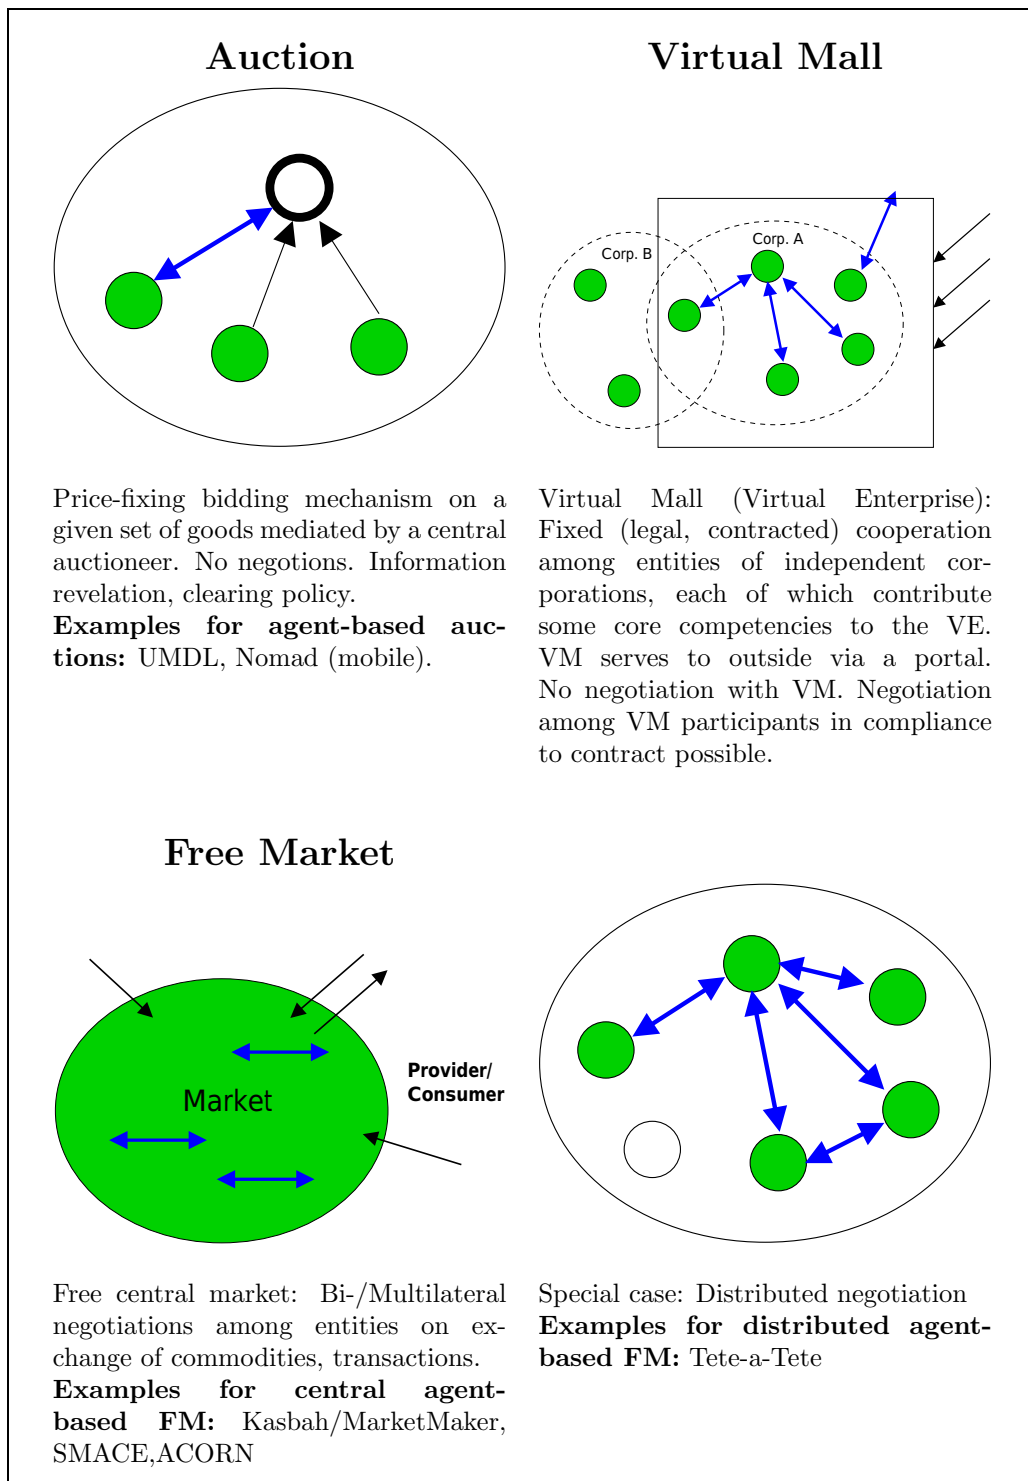 Auction
Virtual Mall
Corp. B
Corp. A
Price-fixing bidding mechanism on a
given set of goods mediated by a central
auctioneer. No negotions. Information
revelation, clearing policy.
Examples for agent-based auc-
tions: UMDL, Nomad (mobile).
Virtual Mall (Virtual Enterprise):
Fixed (legal, contracted) cooperation
among entities of independent cor-
porations, each of which contribute
some core competencies to the VE.
VM serves to outside via a portal.
No negotiation with VM. Negotiation
among VM participants in compliance
to contract possible.
Free Market
Market
Provider/
Consumer
Free central market: Bi-/Multilateral
negotiations among entities on ex-
change of commodities, transactions.
Examples for central agent-
based FM: Kasbah/MarketMaker,
SMACE,ACORN
Special case: Distributed negotiation
Examples for distributed agent-
based FM: Tete-a-Tete